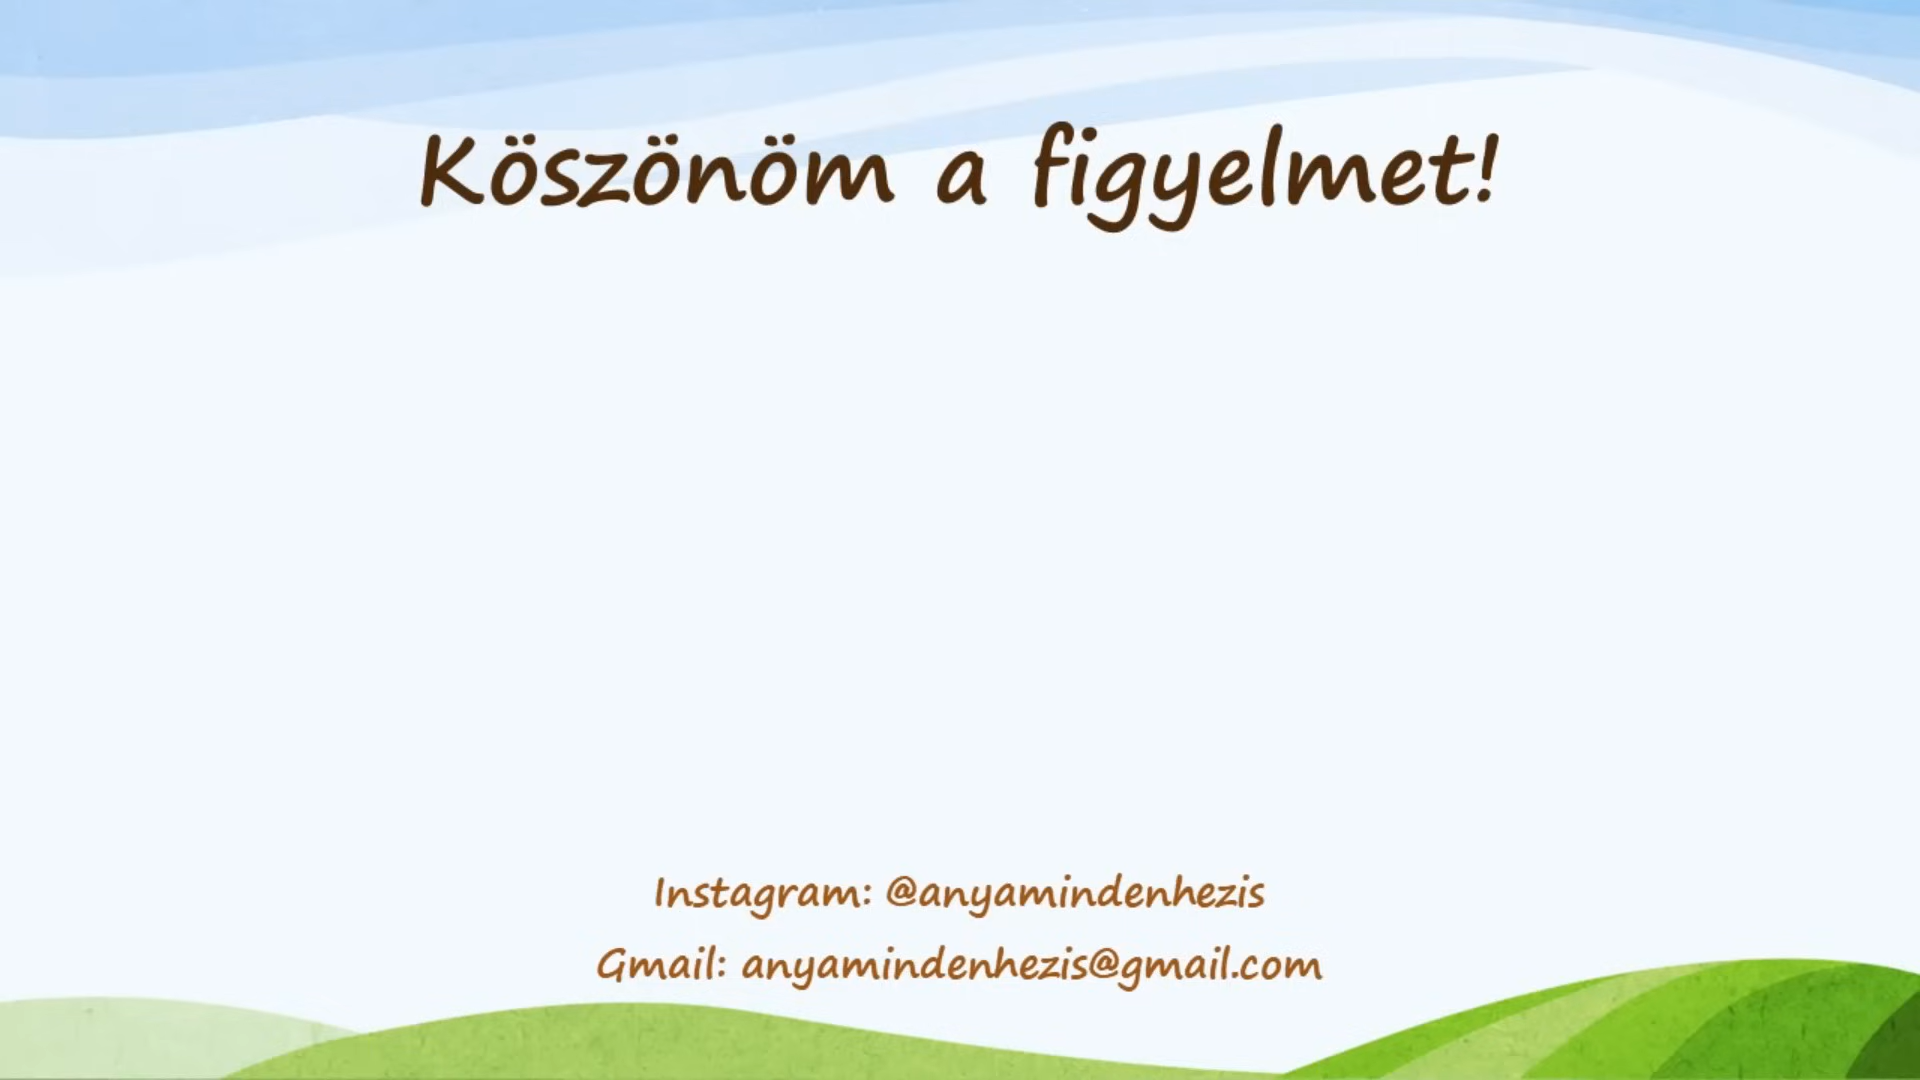 Köszönöm a figyelmet!
Instagram: @anyamindenhezis
Gmail: anyamindenhezis@gmail.com